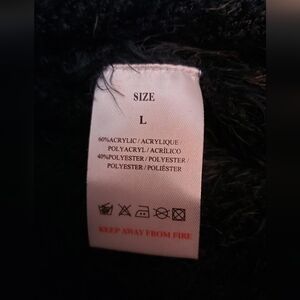 SIZE
L
60%ACRYLIC / ACRYLIQUE /
POLYACRYL / ACRÍLICO
40%POLYESTER / POLYESTER /
POLYESTER / POLIÉSTER
KEEP AWAY FROM FIRE